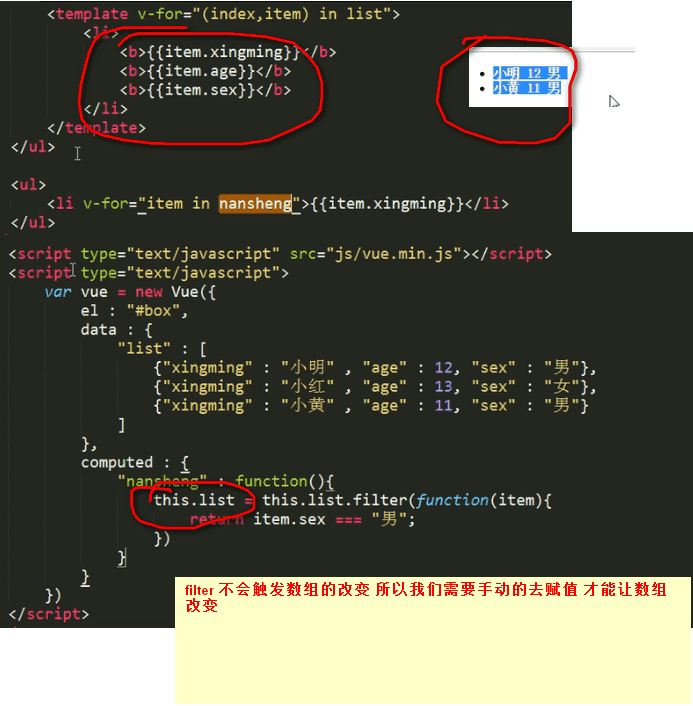 <template v-for="(index,item) in list">
<li>
<b>{{item.xingming}}</b>
<b>{{item.age}}</b>
<b>{{item.sex}}</b>
</li>
</template>
</ul>
小明 12 男
小黄 11 男
<ul>
<li v-for="item in nansheng">{{item.xingming}}</li>
</ul>
<script type="text/javascript" src="js/vue.min.js"></script>
<script type="text/javascript">
var vue = new Vue({
el : "#box",
data : {
"list" : [
{"xingming" : "小明" , "age" : 12, "sex" : "男"},
{"xingming" : "小红" , "age" : 13, "sex" : "女"},
{"xingming" : "小黄" , "age" : 11, "sex" : "男"}
]
},
computed : {
"nansheng" : function(){
this.list = this.list.filter(function(item){
return item.sex === "男";
})
}
}
})
</script>
filter 不会触发数组的改变 所以我们需要手动的去赋值 才能让数组
改变